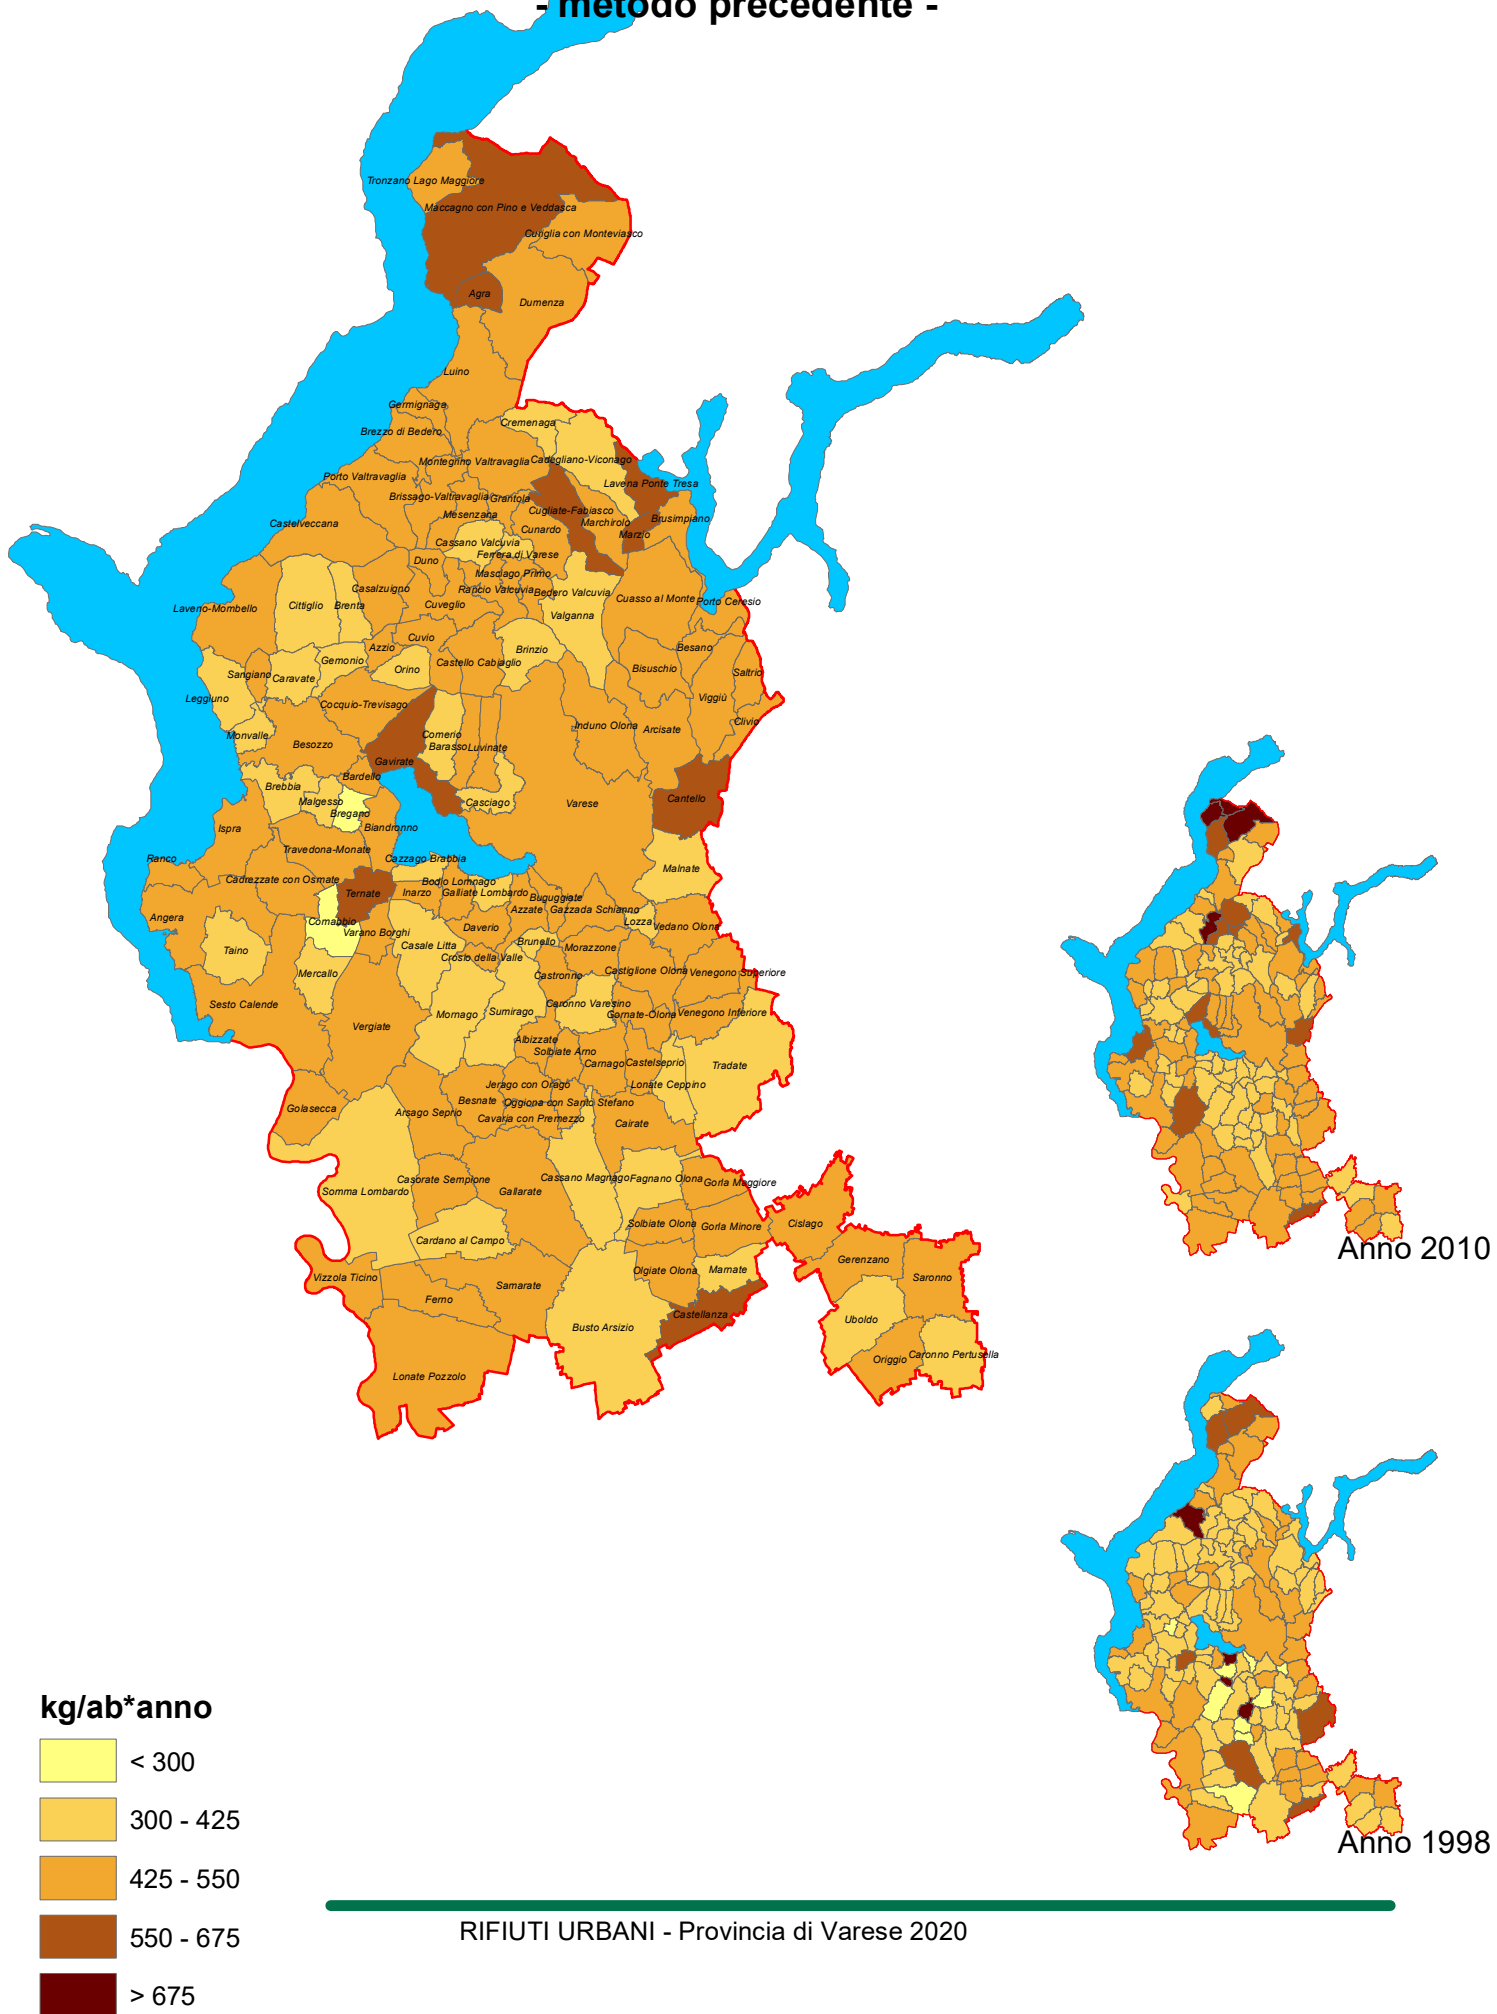 - metodo precedente -
Tronzano Lago Maggiore
Maccagno con Pino e Veddasca
Curiglia con Monteviasco
Agra
Dumenza
Luino
Germignaga
Cremenaga
Brezzo di Bedero
Montegrino Valtravaglia
Cadegliano-Viconago
Porto Valtravaglia
Lavena Ponte Tresa
Brissago-Valtravaglia
Grantola
Cugliate-Fabiasco
Mesenzana
Marchirolo
Brusimpiano
Castelveccana
Cunardo
Marzio
Cassano Valcuvia
Ferrera di Varese
Duno
Masciago Primo
Casalzuigno
Rancio Valcuvia
Bedero Valcuvia
Cuasso al Monte
Porto Ceresio
Laveno-Mombello
Cittiglio
Brenta
Cuveglio
Valganna
Cuvio
Azzio
Brinzio
Besano
Gemonio
Orino
Castello Cabiaglio
Bisuschio
Saltrio
Sangiano
Caravate
Leggiuno
Cocquio-Trevisago
Viggiù
Clivio
Monvalle
Comerio
Induno Olona
Arcisate
Besozzo
Barasso
Luvinate
Gavirate
Bardello
Brebbia
Malgesso
Bregano
Casciago
Varese
Cantello
Ispra
Biandronno
Travedona-Monate
Ranco
Cazzago Brabbia
Malnate
Cadrezzate con Osmate
Bodio Lomnago
Ternate
Inarzo
Galliate Lombardo
Buguggiate
Azzate
Gazzada Schianno
Angera
Comabbio
Varano Borghi
Daverio
Lozza
Vedano Olona
Taino
Casale Litta
Brunello
Morazzone
Crosio della Valle
Mercallo
Castronno
Castiglione Olona
Venegono Superiore
Sesto Calende
Caronno Varesino
Vergiate
Mornago
Sumirago
Gornate-Olona
Venegono Inferiore
Albizzate
Solbiate Arno
Carnago
Castelseprio
Tradate
Jerago con Orago
Lonate Ceppino
Golasecca
Arsago Seprio
Besnate
Oggiona con Santo Stefano
Cavaria con Premezzo
Cairate
Somma Lombardo
Casorate Sempione
Gallarate
Cassano Magnago
Fagnano Olona
Gorla Maggiore
Solbiate Olona
Gorla Minore
Cislago
Cardano al Campo
Gerenzano
Vizzola Ticino
Samarate
Olgiate Olona
Marnate
Saronno
Ferno
Busto Arsizio
Castellanza
Uboldo
Origgio
Caronno Pertusella
Lonate Pozzolo
Anno 2010
Anno 1998
kg/ab*anno
< 300
300 - 425
425 - 550
550 - 675
> 675
RIFIUTI URBANI - Provincia di Varese 2020